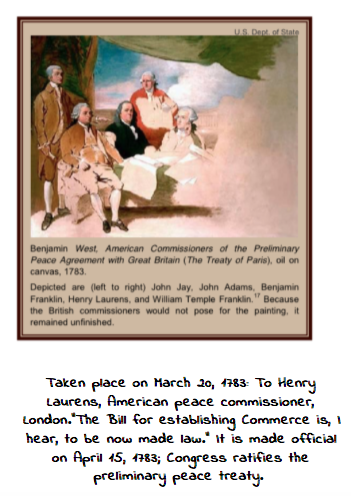 U.S. Dept. of State
Benjamin West, American Commissioners of the Preliminary
Peace Agreement with Great Britain (The Treaty of Paris), oil on
canvas, 1783.
Depicted are (left to right) John Jay, John Adams, Benjamin
Franklin, Henry Laurens, and William Temple Franklin.17 Because
the British commissioners would not pose for the painting, it
remained unfinished.
Taken place on March 20, 1783: To Henry
Laurens, American peace commissioner,
London."The Bill for establishing Commerce is, I
hear, to be now made law." It is made official
on April 15, 1783; Congress ratifies the
preliminary peace treaty.